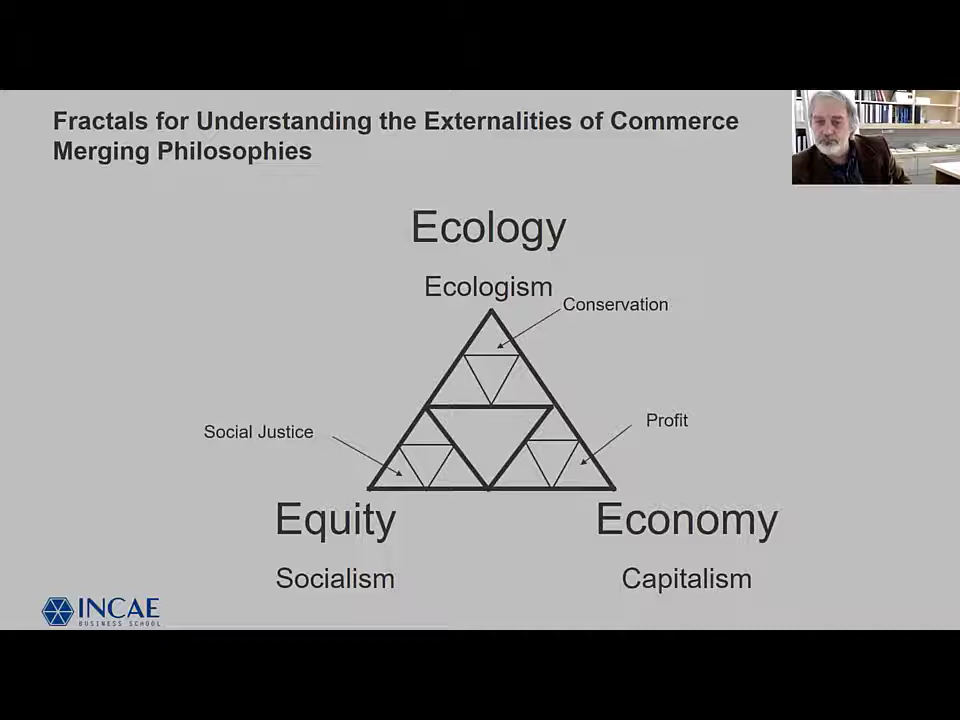 Fractals for Understanding the Externalities of Commerce
Merging Philosophies
Ecology
Ecologism
Conservation
Social Justice
Profit
Equity
Economy
Socialism
Capitalism
INCAE
BUSINESS SCHOOL